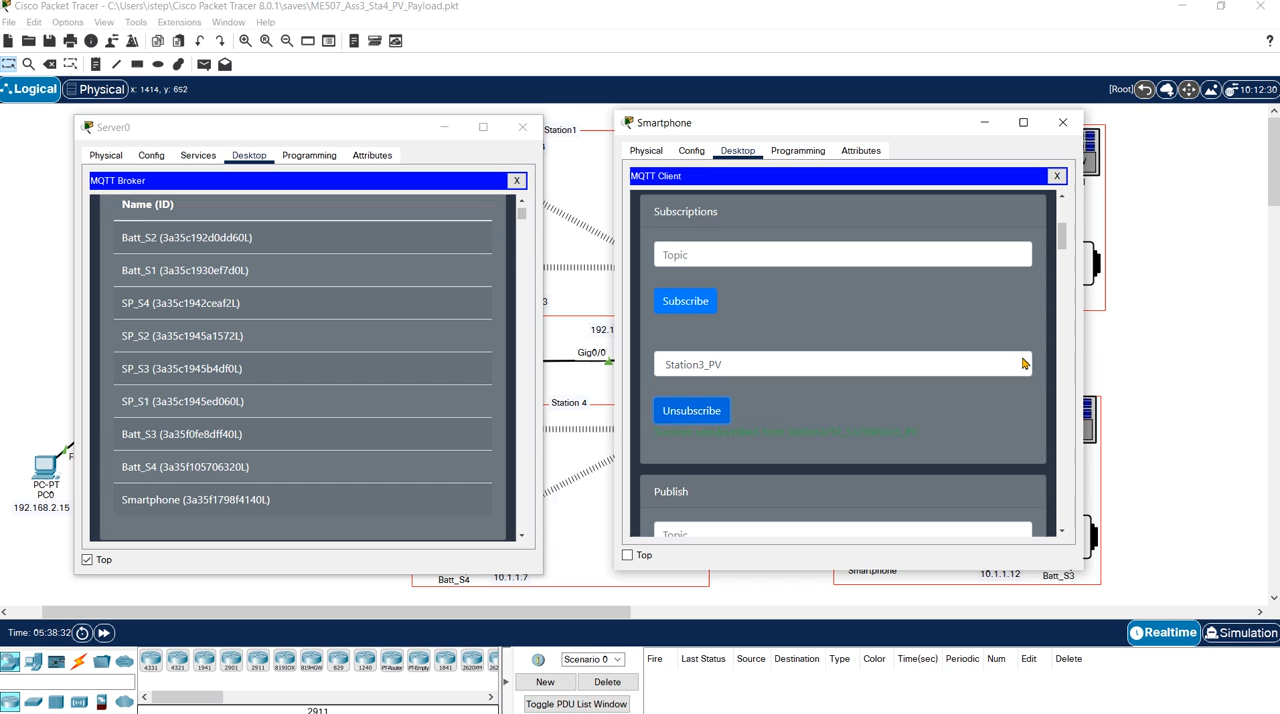 Cisco Packet Tracer - C:\Users\istep\Cisco Packet Tracer 8.0.1\saves\ME507_Ass3_Sta4_PV_Payload.pkt
File Edit Options View Tools Extensions Window Help
Logical Physical x: 1414, y: 652 [Root] 10:12:30
Server0
Physical Config Services Desktop Programming Attributes
MQTT Broker X
Name (ID)
Batt_S2 (3a35c192d0dd60L)
Batt_S1 (3a35c1930ef7d0L)
SP_S4 (3a35c1942ceaf2L)
SP_S2 (3a35c1945a1572L)
SP_S3 (3a35c1945b4df0L)
SP_S1 (3a35c1945ed060L)
Batt_S3 (3a35f0fe8dff40L)
Batt_S4 (3a35f105706320L)
Smartphone (3a35f1798f4140L)
Top
Station1
192.1
Gig0/0
Station 4
Smartphone
Physical Config Desktop Programming Attributes
MQTT Client X
Subscriptions
Topic
Subscribe
Station3_PV
Unsubscribe
Publish
Topic
Top
PC-PT
PC0
192.168.2.15
Batt_S4 10.1.1.7
Smartphone 10.1.1.12 Batt_S3
Time: 05:38:32 Realtime Simulation
4331 4321 1941 2901 2911 819IOX 819HGW 829 1240 PT-Router PT-Empty 1841 2620XM 262
2911
Scenario 0
New Delete
Toggle PDU List Window
Fire Last Status Source Destination Type Color Time(sec) Periodic Num Edit Delete